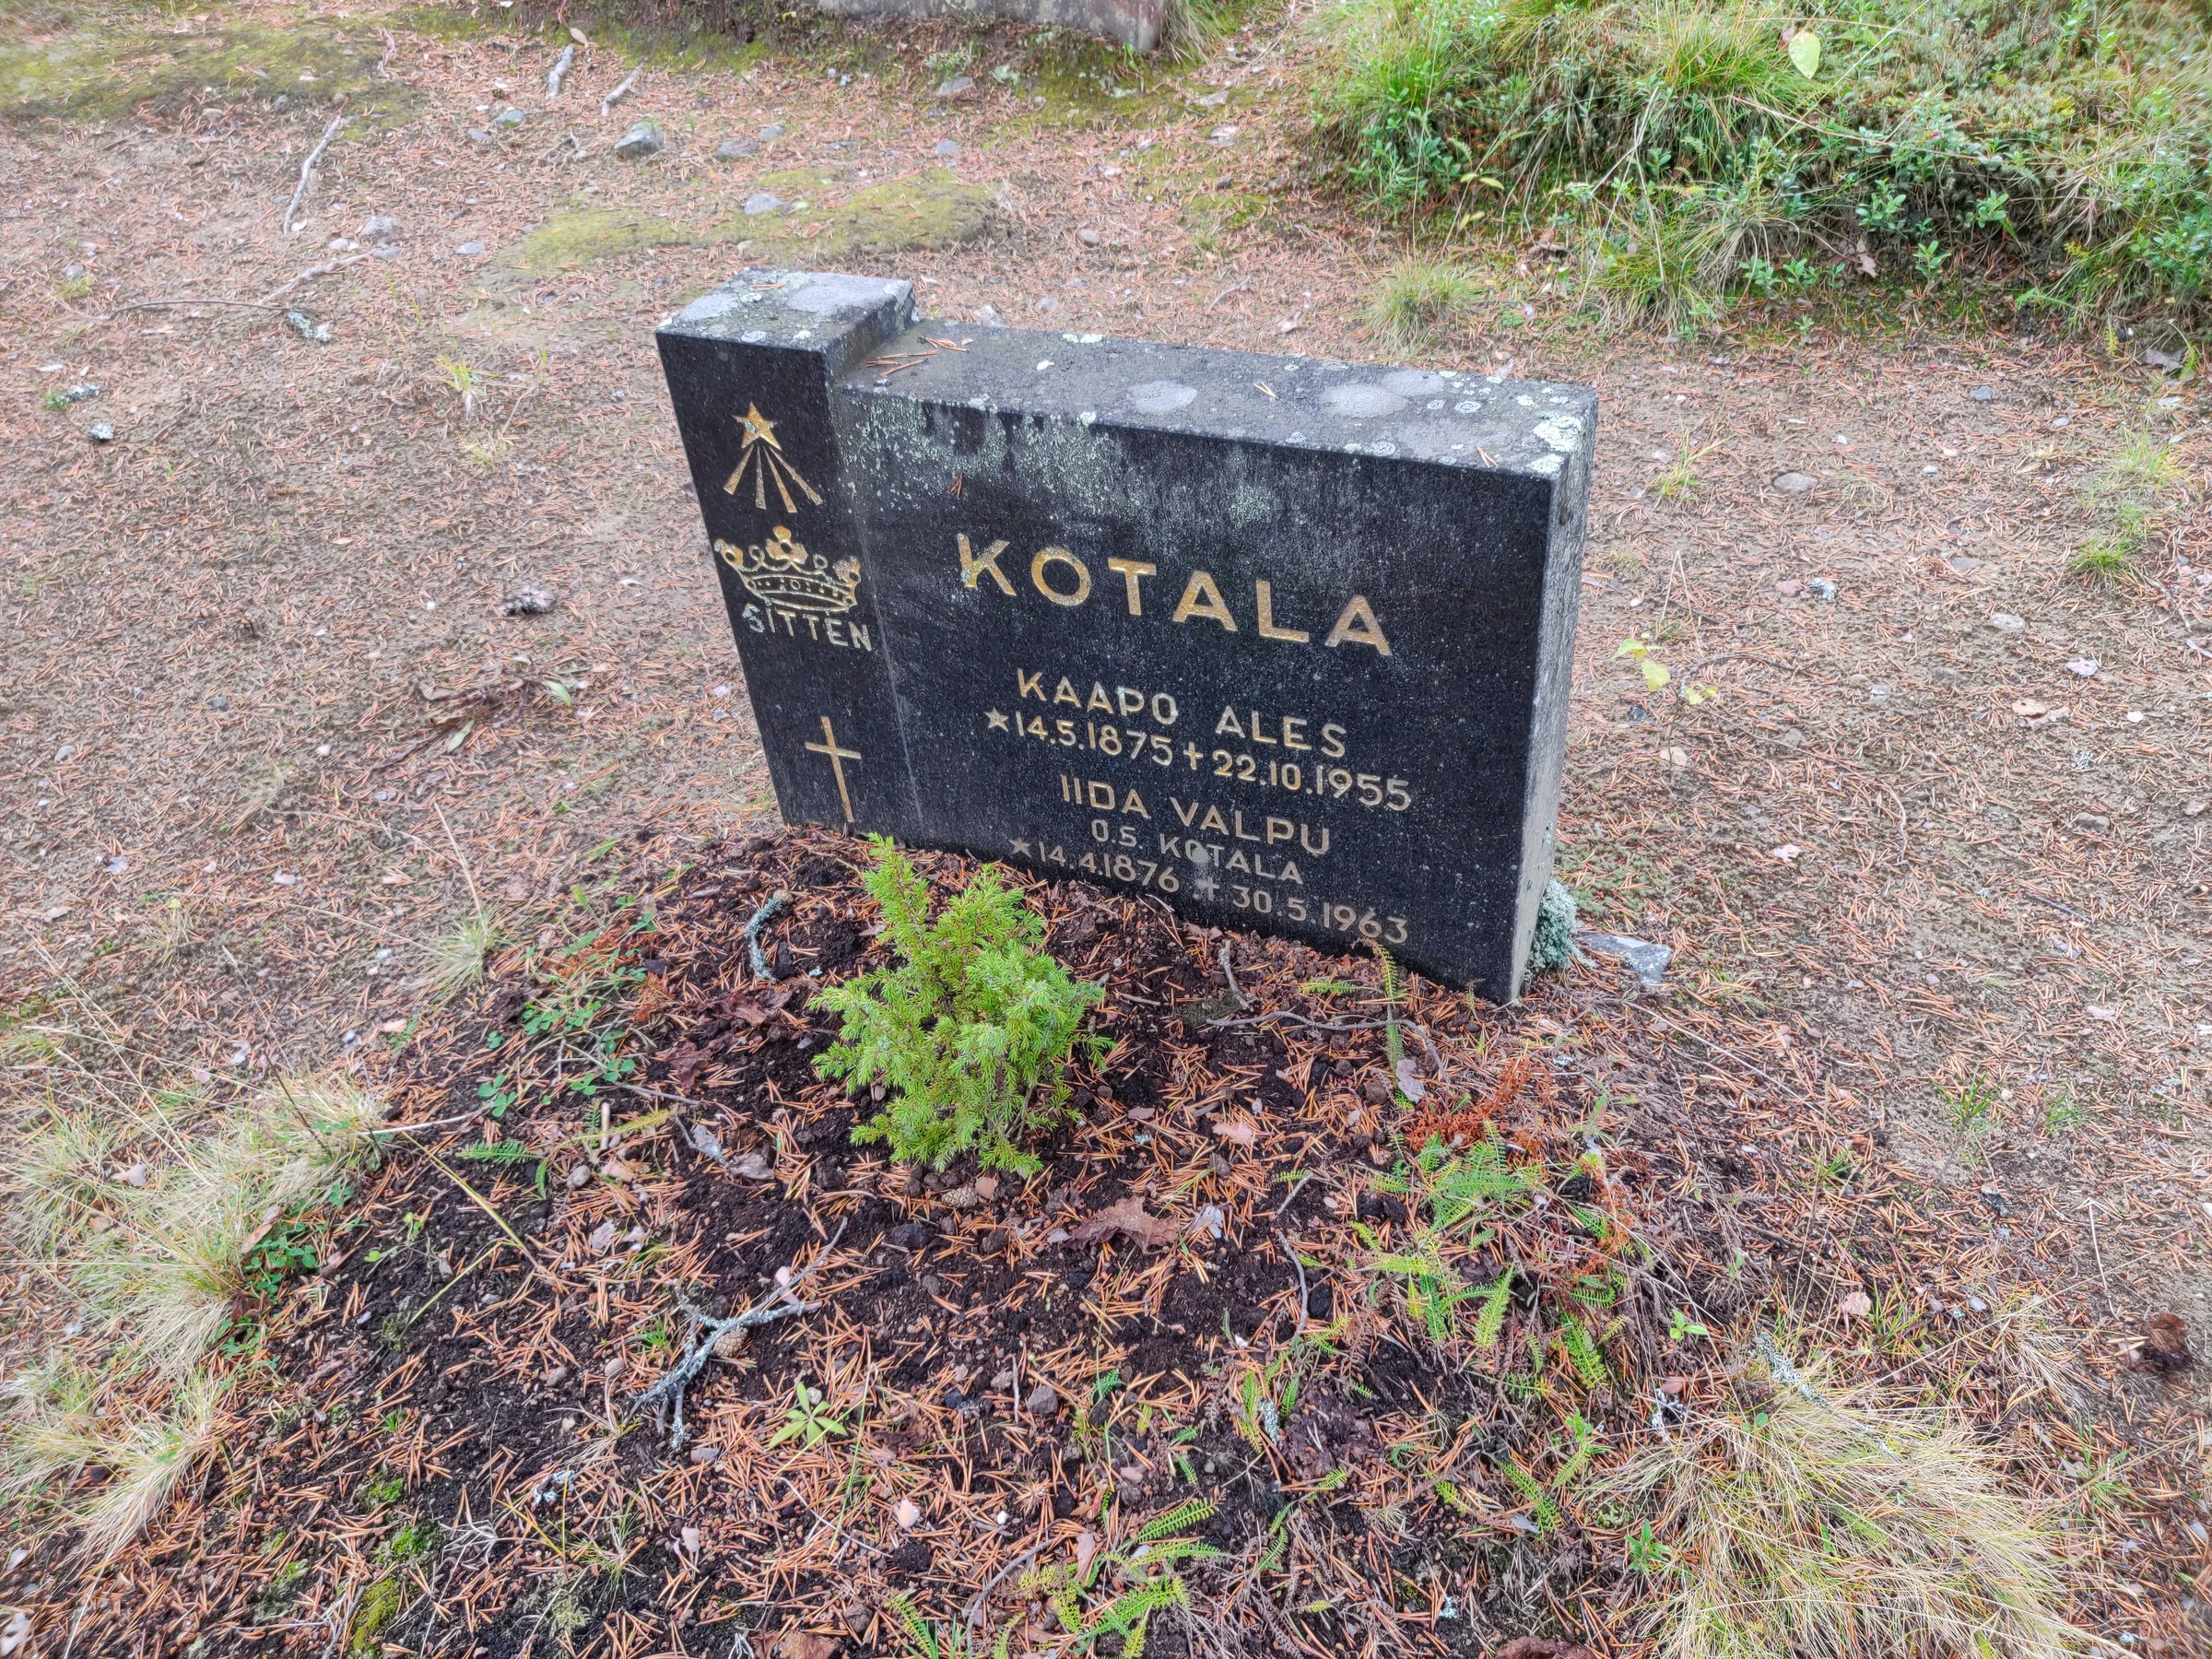 SITTEN
KOTALA
KAAPO ALES
★14.5.1875 ✝ 22.10.1955
IIDA VALPU
O.S. KOTALA
★14.4.1876 ✝ 30.5.1963